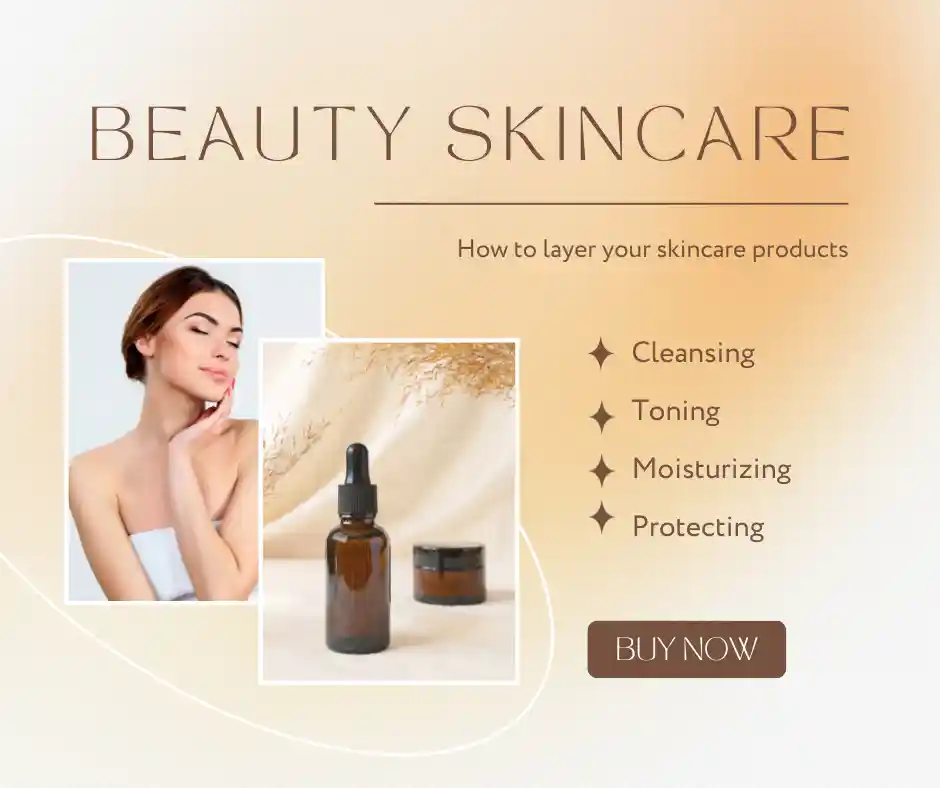 BEAUTY SKINCARE
How to layer your skincare products
Cleansing
Toning
Moisturizing
Protecting
BUY NOW